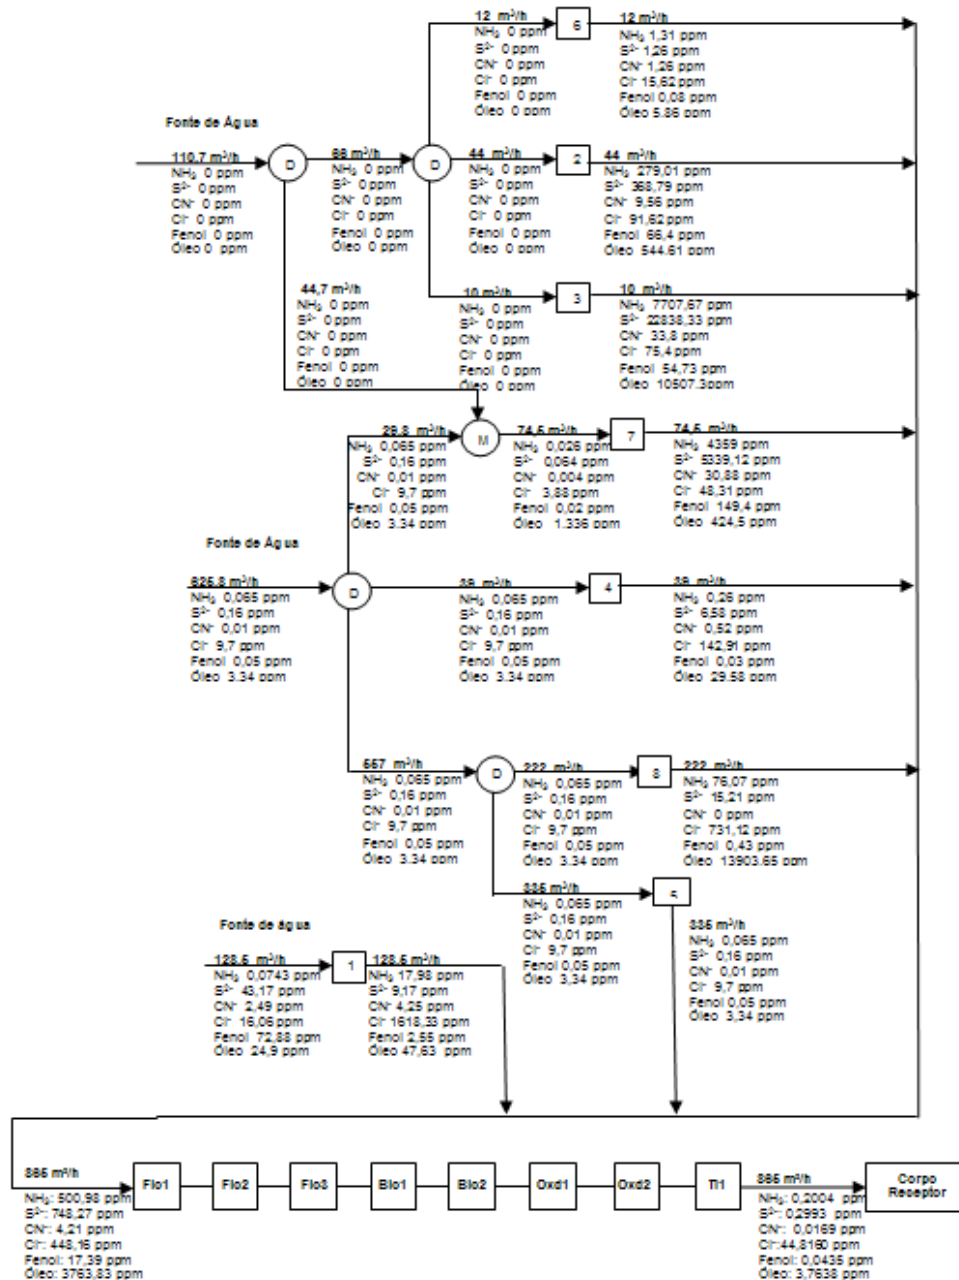 12 m³/h
NH₃ 0 ppm
S²⁻ 0 ppm
CN⁻ 0 ppm
Cl⁻ 0 ppm
Fenol 0 ppm
Óleo 0 ppm
6
12 m³/h
NH₃ 1,31 ppm
S²⁻ 1,26 ppm
CN⁻ 1,26 ppm
Cl⁻ 15,62 ppm
Fenol 0,08 ppm
Óleo 5.86 ppm
Fonte de Água
110,7 m³/h
NH₃ 0 ppm
S²⁻ 0 ppm
CN⁻ 0 ppm
Cl⁻ 0 ppm
Fenol 0 ppm
Óleo 0 ppm
D
66 m³/h
NH₃ 0 ppm
S²⁻ 0 ppm
CN⁻ 0 ppm
Cl⁻ 0 ppm
Fenol 0 ppm
Óleo 0 ppm
D
44 m³/h
NH₃ 0 ppm
S²⁻ 0 ppm
CN⁻ 0 ppm
Cl⁻ 0 ppm
Fenol 0 ppm
Óleo 0 ppm
2
44 m³/h
NH₃ 279,01 ppm
S²⁻ 368,79 ppm
CN⁻ 9,56 ppm
Cl⁻ 91,62 ppm
Fenol 66,4 ppm
Óleo 544.61 ppm
44,7 m³/h
NH₃ 0 ppm
S²⁻ 0 ppm
CN⁻ 0 ppm
Cl⁻ 0 ppm
Fenol 0 ppm
Óleo 0 ppm
10 m³/h
NH₃ 0 ppm
S²⁻ 0 ppm
CN⁻ 0 ppm
Cl⁻ 0 ppm
Fenol 0 ppm
Óleo 0 ppm
3
10 m³/h
NH₃ 7707,67 ppm
S²⁻ 22838,33 ppm
CN⁻ 33,8 ppm
Cl⁻ 75,4 ppm
Fenol 54,73 ppm
Óleo 10507.3 ppm
29,8 m³/h
NH₃ 0,065 ppm
S²⁻ 0,16 ppm
CN⁻ 0,01 ppm
Cl⁻ 9,7 ppm
Fenol 0,05 ppm
Óleo 3.34 ppm
M
74,5 m³/h
NH₃ 0,026 ppm
S²⁻ 0,064 ppm
CN⁻ 0,004 ppm
Cl⁻ 3,88 ppm
Fenol 0,02 ppm
Óleo 1.336 ppm
7
74,5 m³/h
NH₃ 4359 ppm
S²⁻ 5339,12 ppm
CN⁻ 30,88 ppm
Cl⁻ 48,31 ppm
Fenol 149,4 ppm
Óleo 424,5 ppm
Fonte de Água
625,8 m³/h
NH₃ 0,065 ppm
S²⁻ 0,16 ppm
CN⁻ 0,01 ppm
Cl⁻ 9,7 ppm
Fenol 0,05 ppm
Óleo 3.34 ppm
D
39 m³/h
NH₃ 0,065 ppm
S²⁻ 0,16 ppm
CN⁻ 0,01 ppm
Cl⁻ 9,7 ppm
Fenol 0,05 ppm
Óleo 3.34 ppm
4
39 m³/h
NH₃ 0,26 ppm
S²⁻ 6,58 ppm
CN⁻ 0,52 ppm
Cl⁻ 142,91 ppm
Fenol 0,03 ppm
Óleo 29.58 ppm
557 m³/h
NH₃ 0,065 ppm
S²⁻ 0,16 ppm
CN⁻ 0,01 ppm
Cl⁻ 9,7 ppm
Fenol 0,05 ppm
Óleo 3.34 ppm
D
222 m³/h
NH₃ 0,065 ppm
S²⁻ 0,16 ppm
CN⁻ 0,01 ppm
Cl⁻ 9,7 ppm
Fenol 0,05 ppm
Óleo 3.34 ppm
8
222 m³/h
NH₃ 76,07 ppm
S²⁻ 15,21 ppm
CN⁻ 0 ppm
Cl⁻ 731,12 ppm
Fenol 0,43 ppm
Óleo 13903.65 ppm
335 m³/h
NH₃ 0,065 ppm
S²⁻ 0,16 ppm
CN⁻ 0,01 ppm
Cl⁻ 9,7 ppm
Fenol 0,05 ppm
Óleo 3,34 ppm
5
335 m³/h
NH₃ 0,065 ppm
S²⁻ 0,16 ppm
CN⁻ 0,01 ppm
Cl⁻ 9,7 ppm
Fenol 0,05 ppm
Óleo 3,34 ppm
Fonte de água
128,5 m³/h
NH₃ 0,0743 ppm
S²⁻ 43,17 ppm
CN⁻ 2,49 ppm
Cl⁻ 16,06 ppm
Fenol 72,88 ppm
Óleo 24,9 ppm
1
128,5 m³/h
NH₃ 17,98 ppm
S²⁻ 9,17 ppm
CN⁻ 4,25 ppm
Cl⁻ 1618,33 ppm
Fenol 2,55 ppm
Óleo 47,63 ppm
865 m³/h
NH₃: 500,98 ppm
S²⁻: 748,27 ppm
CN⁻: 4,21 ppm
Cl⁻: 448,16 ppm
Fenol: 17,39 ppm
Óleo: 3763,83 ppm
Flo1
Flo2
Flo3
Bio1
Bio2
Oxd1
Oxd2
TI1
865 m³/h
NH₃: 0,2004 ppm
S²⁻: 0,2993 ppm
CN⁻: 0,0169 ppm
Cl⁻: 44,8160 ppm
Fenol: 0,0435 ppm
Óleo: 3,7638 ppm
Corpo
Receptor